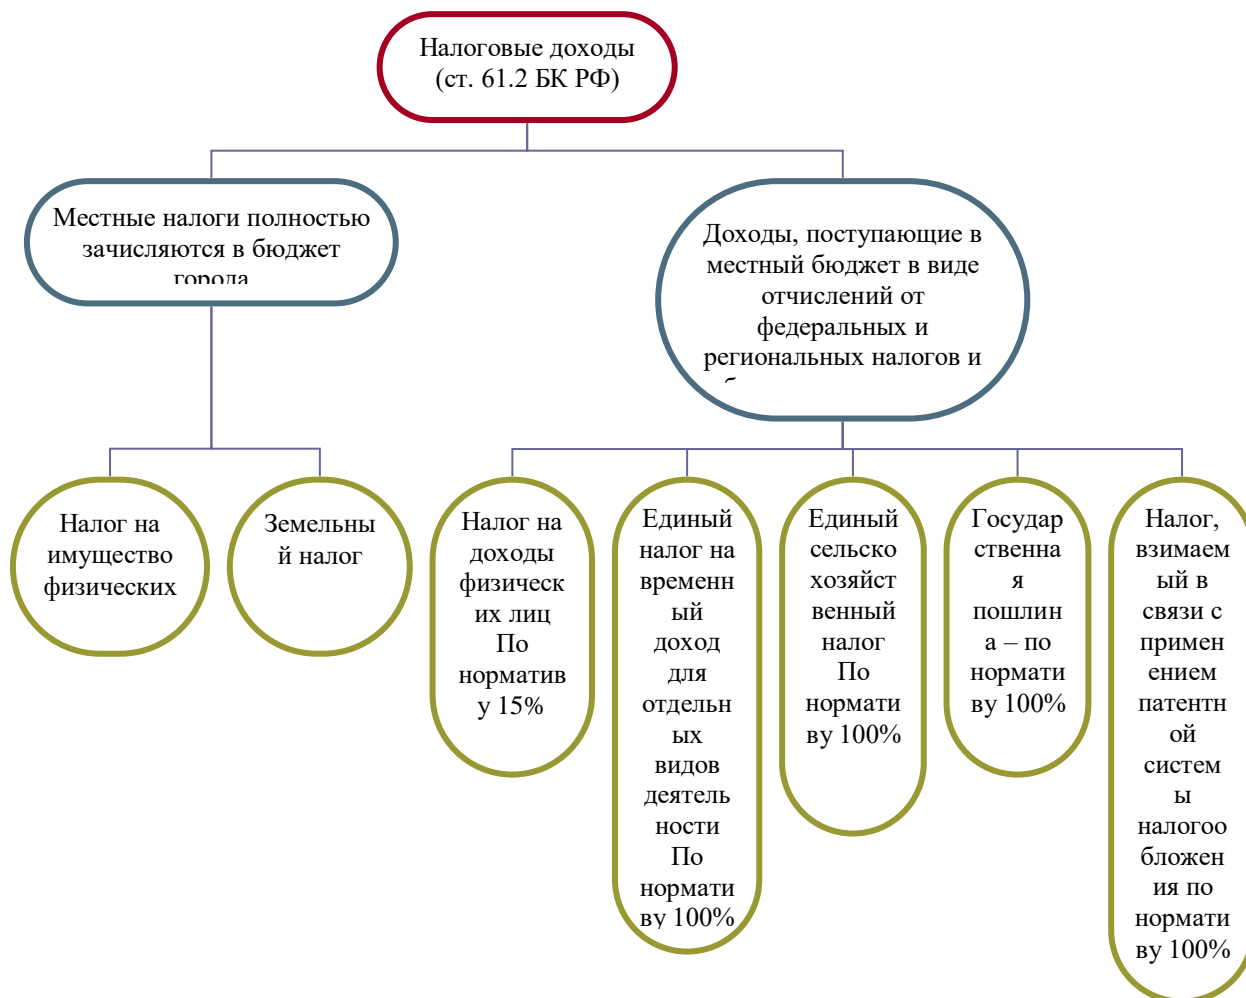 Налоговые доходы
(ст. 61.2 БК РФ)
Местные налоги полностью
зачисляются в бюджет
города
Доходы, поступающие в
местный бюджет в виде
отчислений от
федеральных и
региональных налогов и
Налог на
имущество
физических
Земельны
й налог
Налог на
доходы
физическ
их лиц
По
норматив
у 15%
Единый
налог на
временн
ый
доход
для
отдельн
ых
видов
деятель
ности
По
нормати
ву 100%
Единый
сельско
хозяйст
венный
налог
По
нормати
ву 100%
Государ
ственна
я
пошлин
а – по
нормати
ву 100%
Налог,
взимаем
ый в
связи с
примен
ением
патентн
ой
систем
ы
налогоо
бложен
ия по
нормати
ву 100%